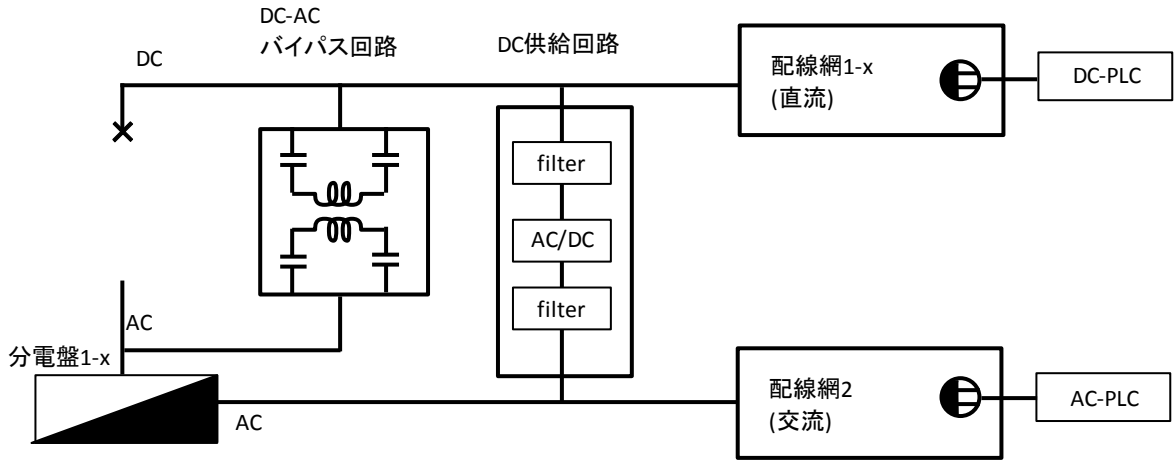 DC-AC
バイパス回路
DC供給回路
DC
配線網1-x
(直流)
DC-PLC
filter
AC/DC
filter
AC
分電盤1-x
AC
配線網2
(交流)
AC-PLC